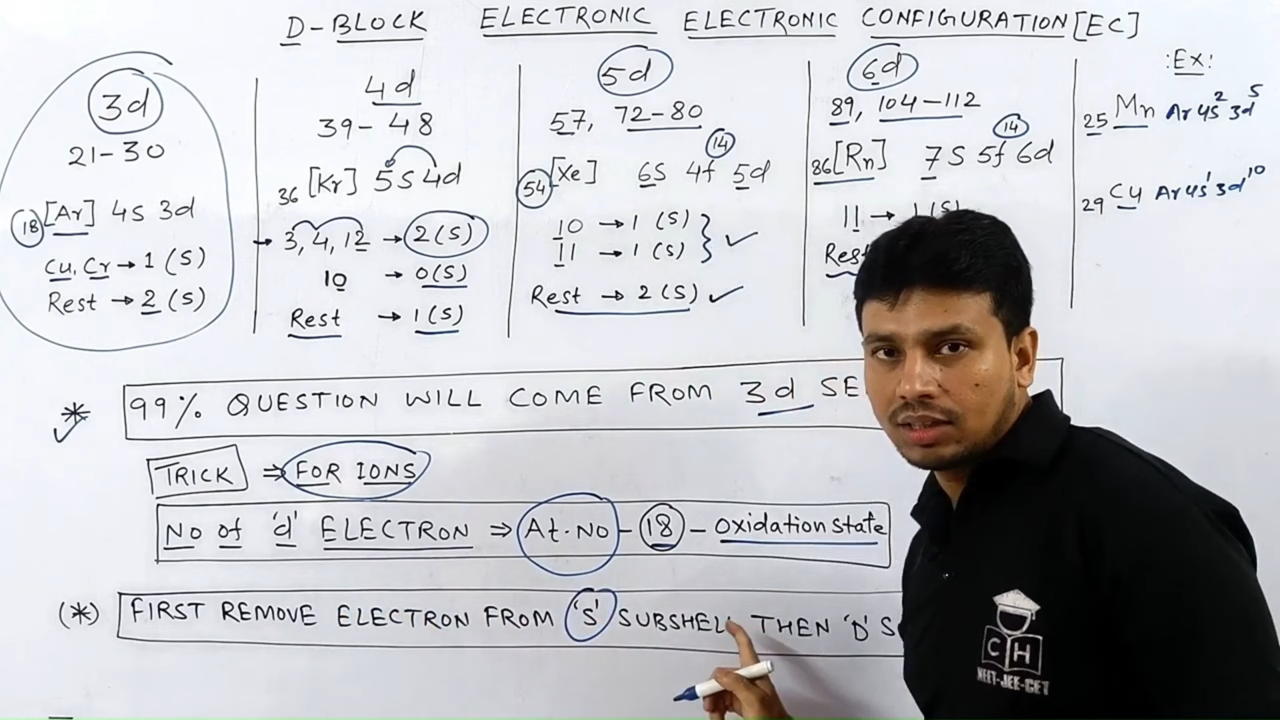 D-BLOCK ELECTRONIC ELECTRONIC CONFIGURATION [EC]
3d
21-30
18 [Ar] 4s 3d
Cu, Cr → 1 (S)
Rest → 2 (S)
4d
39-48
36 [Kr] 5s 4d
→ 3, 4, 12 → 2(S)
10 → 0(S)
Rest → 1(S)
5d
57, 72-80
14
54 [Xe] 6s 4f 5d
10 → 1 (S)
11 → 1 (S) } ✓
Rest → 2(S) ✓
6d
89, 104-112
14
86 [Rn] 7s 5f 6d
11 → 1(S)
Rest
:Ex:
25 Mn Ar 4s² 3d⁵
29 Cu Ar 4s¹ 3d¹⁰
* 99% QUESTION WILL COME FROM 3d SE
TRICK ⇒ FOR IONS
No of 'd' ELECTRON ⇒ At.No - 18 - Oxidation state
(*) FIRST REMOVE ELECTRON FROM 'S' SUBSHELL THEN 'D' S
CH
NEET-JEE-CET